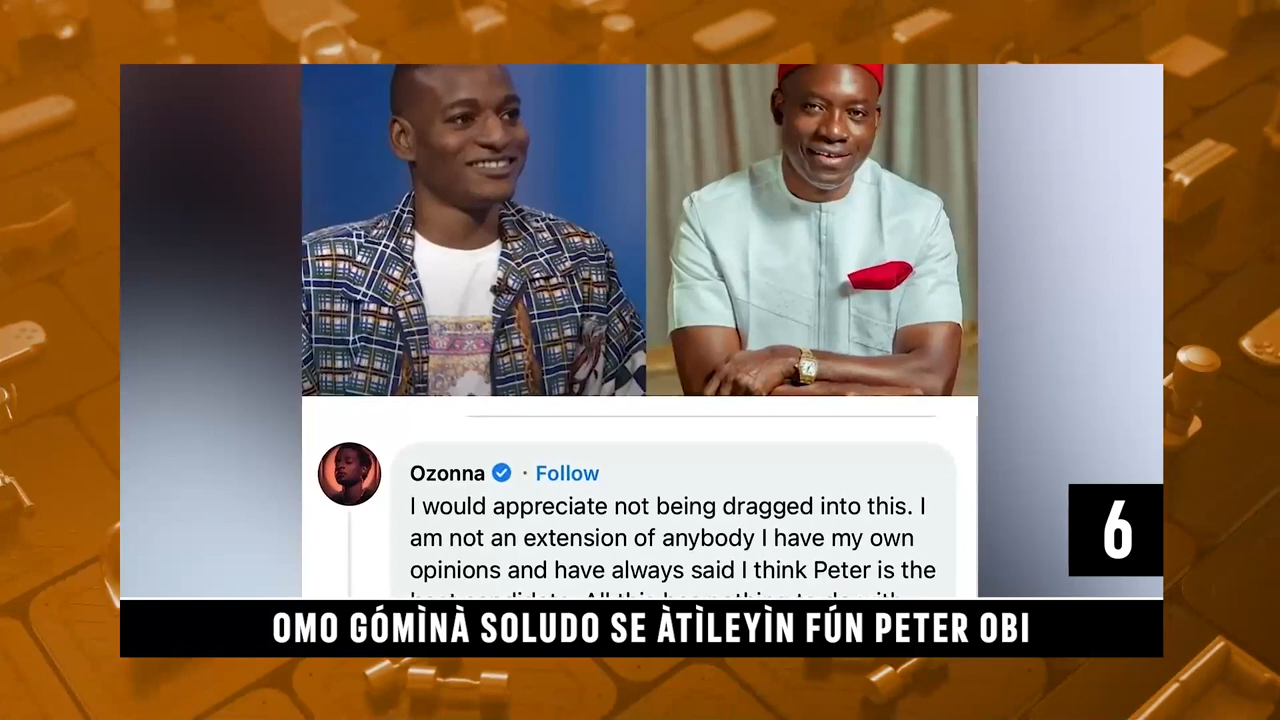 Ozonna · Follow
I would appreciate not being dragged into this. I
am not an extension of anybody I have my own
opinions and have always said I think Peter is the
6
OMO GÓMÌNÀ SOLUDO SE ÀTÌLEYÌN FÚN PETER OBI